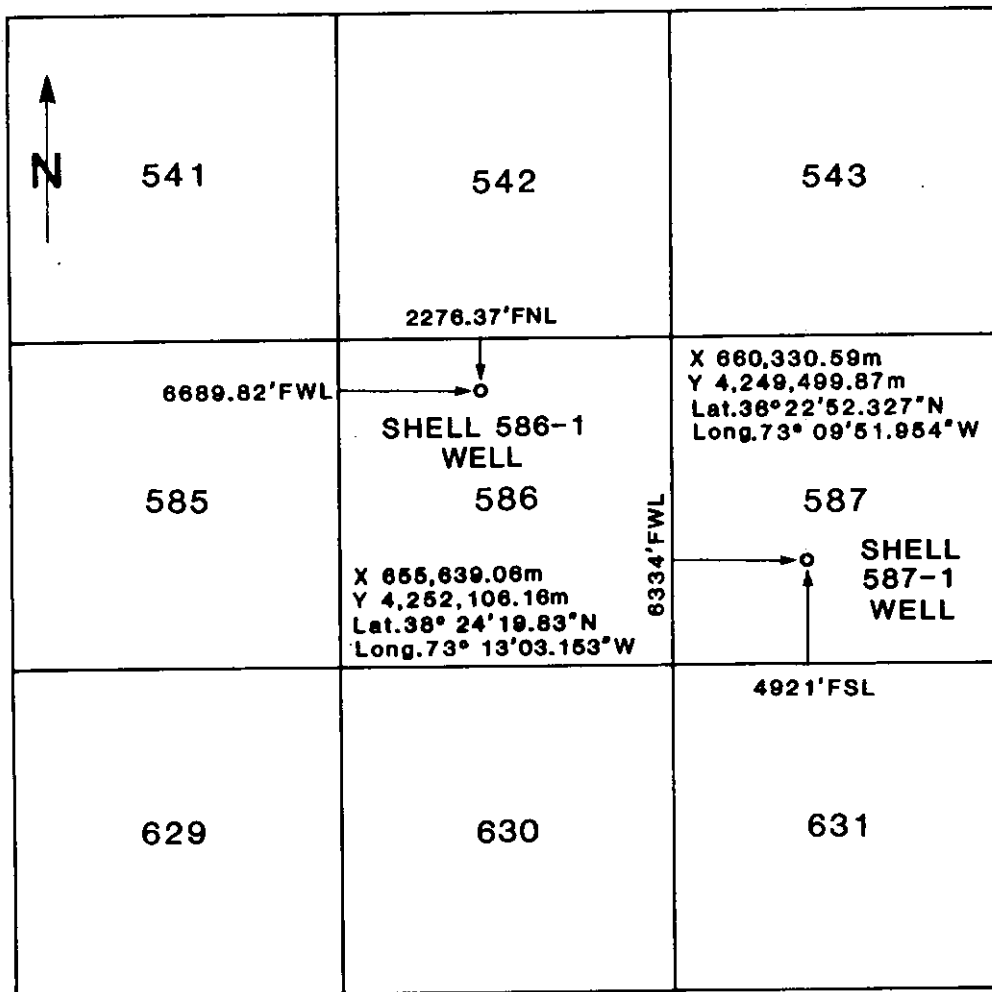 N
541
542
543
2276.37'FNL
6689.82'FWL
SHELL 586-1
WELL
585
586
X 655,639.06m
Y 4,252,106.16m
Lat.38° 24'19.83"N
Long.73° 13'03.153"W
X 660,330.59m
Y 4,249,499.87m
Lat.38°22'52.327"N
Long.73° 09'51.954"W
587
6334'FWL
SHELL
587-1
WELL
4921'FSL
629
630
631